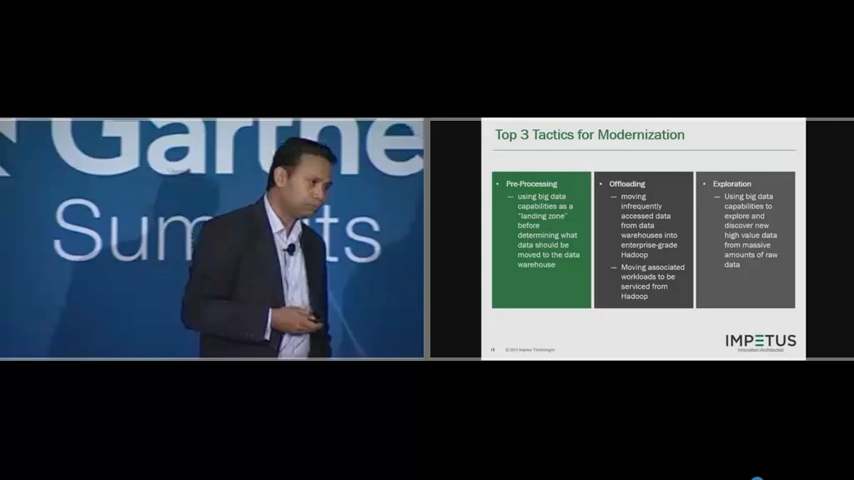 Gartne
Summits
Top 3 Tactics for Modernization
• Pre-Processing
— using big data
capabilities as a
"landing zone"
before
determining what
data should be
moved to the data
warehouse
• Offloading
— moving
infrequently
accessed data
from data
warehouses into
enterprise-grade
Hadoop
— Moving associated
workloads to be
serviced from
Hadoop
• Exploration
— Using big data
capabilities to
explore and
discover new
high value data
from massive
amounts of raw
data
IMPETUS